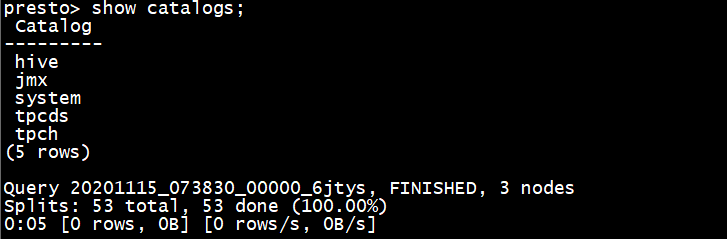 presto> show catalogs;
Catalog
---------
hive
jmx
system
tpcds
tpch
(5 rows)
Query 20201115_073830_00000_6jtys, FINISHED, 3 nodes
Splits: 53 total, 53 done (100.00%)
0:05 [0 rows, 0B] [0 rows/s, 0B/s]